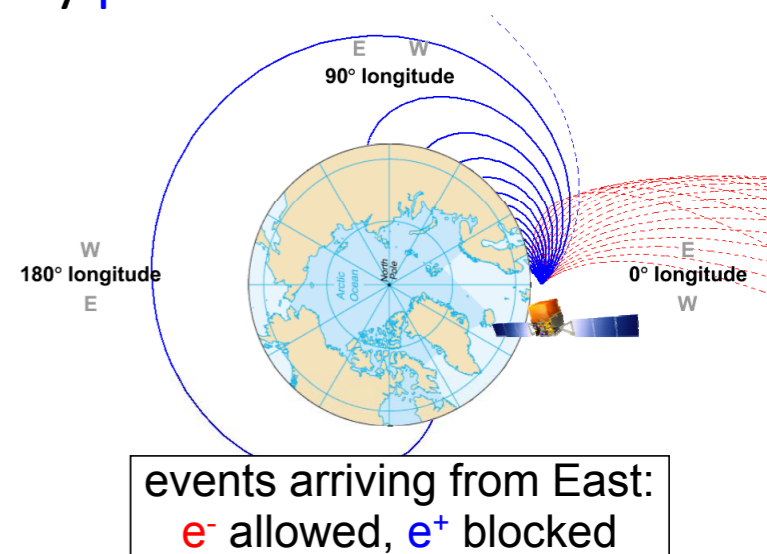 E W
90° longitude
W
180° longitude
E
E
0° longitude
W
Arctic
Ocean
North
Pole
events arriving from East:
e- allowed, e+ blocked